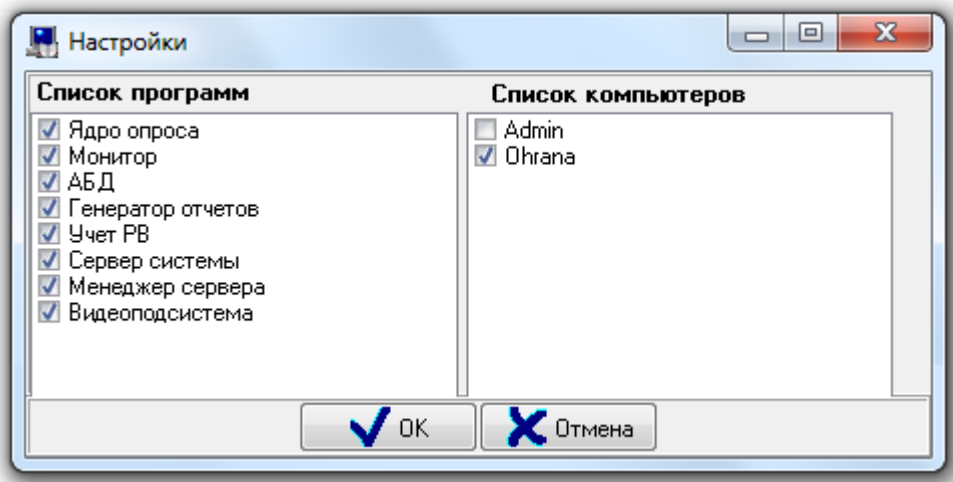 Настройки
Список программ
Ядро опроса
Монитор
АБД
Генератор отчетов
Учет РВ
Сервер системы
Менеджер сервера
Видеоподсистема
Список компьютеров
Admin
Ohrana
OK
Отмена